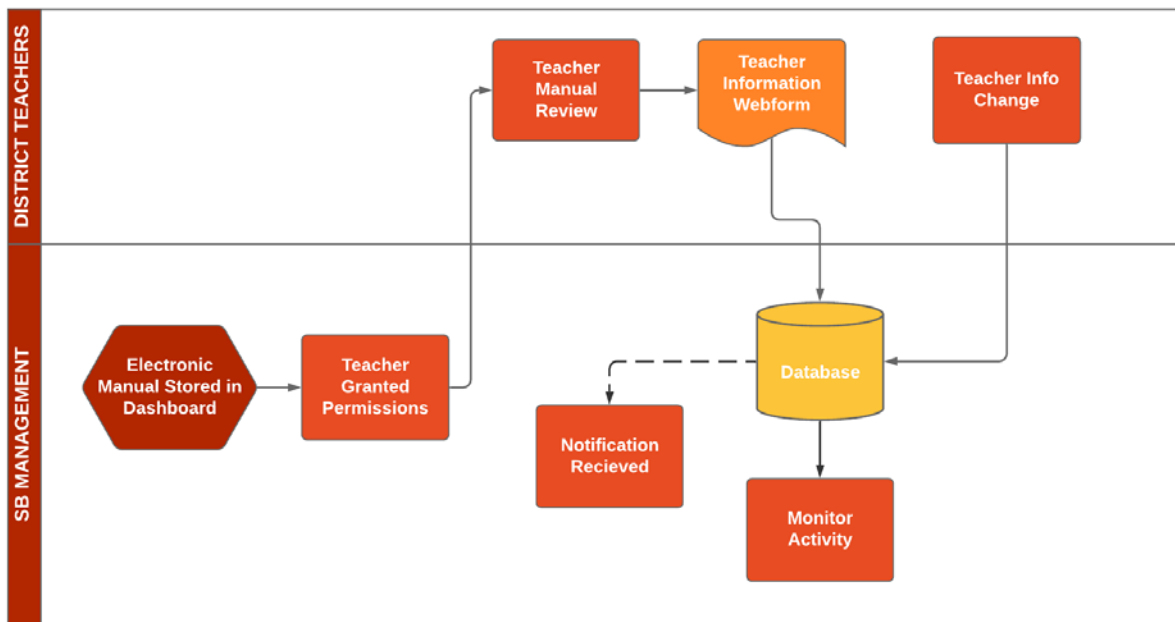 DISTRICT TEACHERS
Teacher
Manual
Review
Teacher
Information
Webform
Teacher Info
Change
SB MANAGEMENT
Electronic
Manual Stored in
Dashboard
Teacher
Granted
Permissions
Database
Notification
Recieved
Monitor
Activity